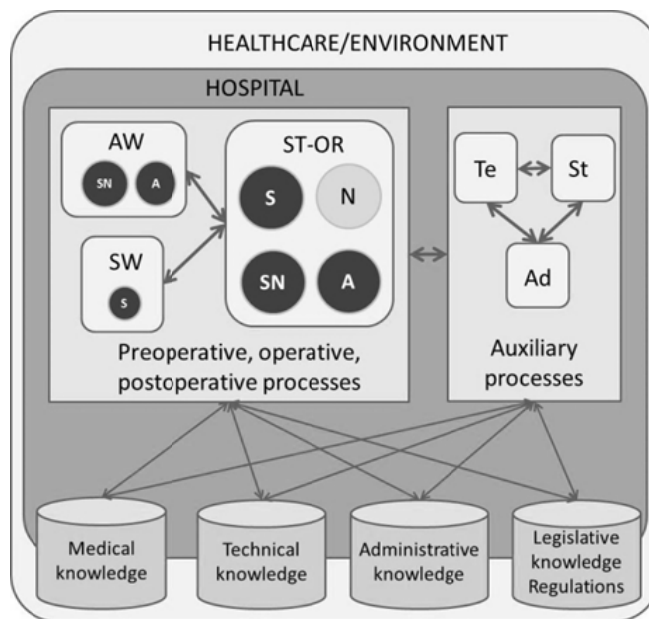 HEALTHCARE/ENVIRONMENT
HOSPITAL
AW
SN A
SW
S
ST-OR
S N
SN A
Preoperative, operative,
postoperative processes
Te St
Ad
Auxiliary
processes
Medical
knowledge
Technical
knowledge
Administrative
knowledge
Legislative
knowledge
Regulations